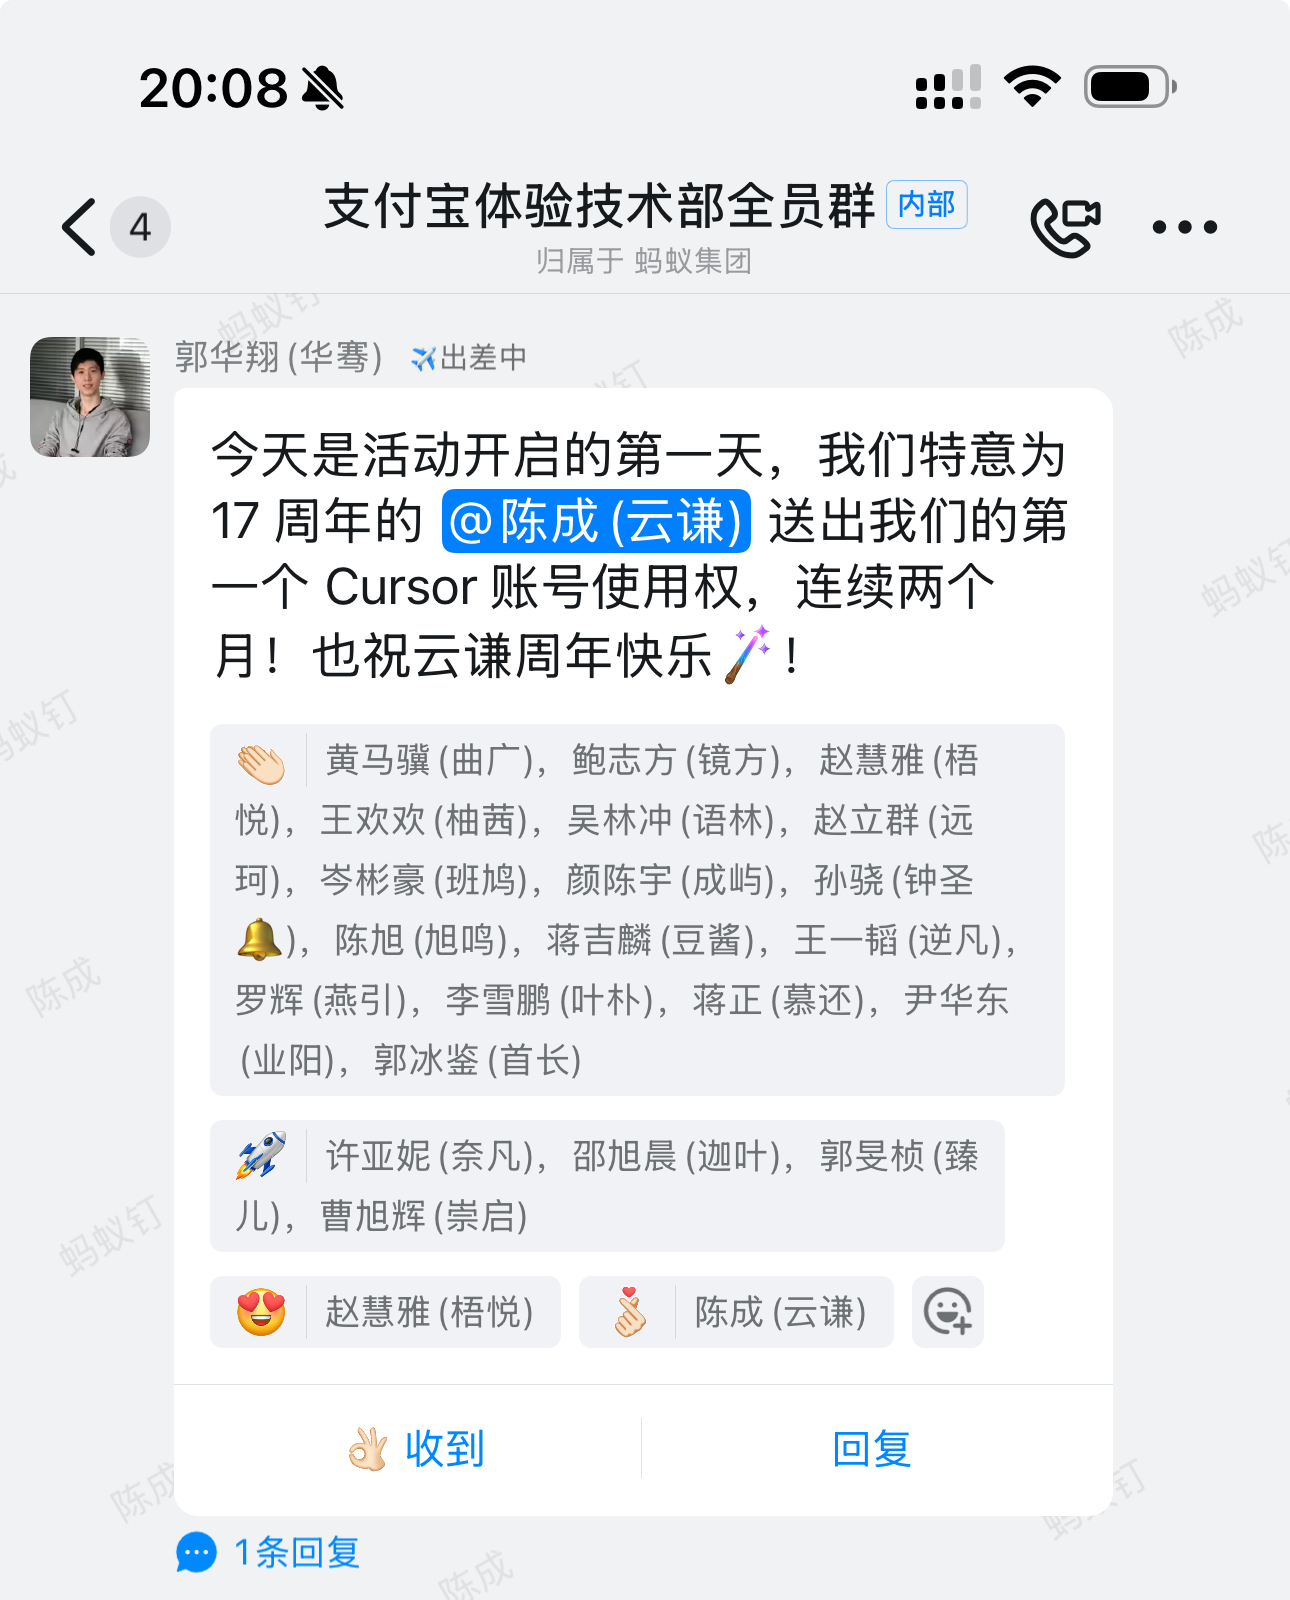 20:08
4
支付宝体验技术部全员群 内部
归属于 蚂蚁集团
郭华翔(华骞) 出差中
今天是活动开启的第一天，我们特意为
17 周年的 @陈成(云谦) 送出我们的第
一个 Cursor 账号使用权，连续两个
月！也祝云谦周年快乐！
黄马骥(曲广)，鲍志方(镜方)，赵慧雅(梧
悦)，王欢欢(柚茜)，吴林冲(语林)，赵立群(远
珂)，岑彬豪(班鸠)，颜陈宇(成屿)，孙骁(钟圣
)，陈旭(旭鸣)，蒋吉麟(豆酱)，王一韬(逆凡)，
罗辉(燕引)，李雪鹏(叶朴)，蒋正(慕还)，尹华东
(业阳)，郭冰鉴(首长)
许亚妮(奈凡)，邵旭晨(迦叶)，郭旻桢(臻
儿)，曹旭辉(崇启)
赵慧雅(梧悦)
陈成(云谦)
收到
回复
1条回复
蚂蚁钉
陈成
蚂蚁钉
蚂蚁钉
陈成
蚂蚁钉
陈成
陈成